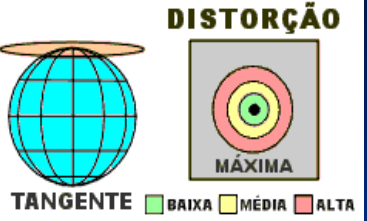 DISTORÇÃO
MÁXIMA
TANGENTE
BAIXA MÉDIA ALTA